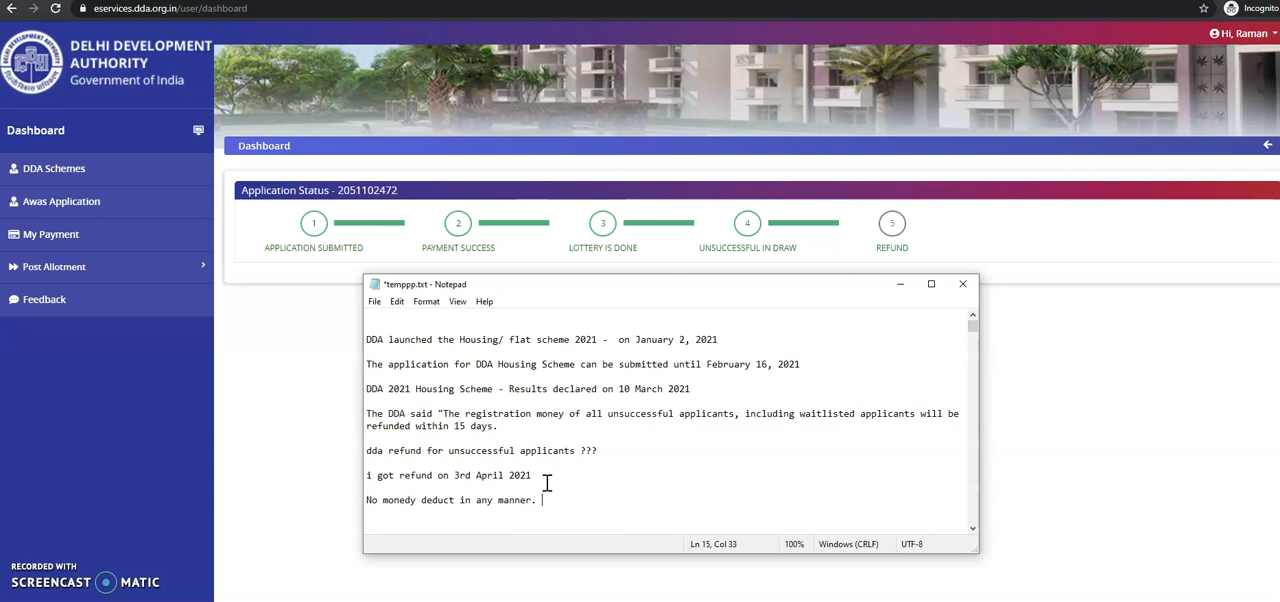 eservices.dda.org.in/user/dashboard
Incognito
DELHI DEVELOPMENT
AUTHORITY
Government of India
Hi, Raman
Dashboard
DDA Schemes
Awas Application
My Payment
Post Allotment
Feedback
Dashboard
Application Status - 2051102472
1
2
3
4
5
APPLICATION SUBMITTED
PAYMENT SUCCESS
LOTTERY IS DONE
UNSUCCESSFUL IN DRAW
REFUND
*temppp.txt - Notepad
File Edit Format View Help
DDA launched the Housing/ flat scheme 2021 -  on January 2, 2021
The application for DDA Housing Scheme can be submitted until February 16, 2021
DDA 2021 Housing Scheme - Results declared on 10 March 2021
The DDA said "The registration money of all unsuccessful applicants, including waitlisted applicants will be
refunded within 15 days.
dda refund for unsuccessful applicants ???
i got refund on 3rd April 2021
No monedy deduct in any manner.
Ln 15, Col 33 100% Windows (CRLF) UTF-8
RECORDED WITH
SCREENCAST MATIC